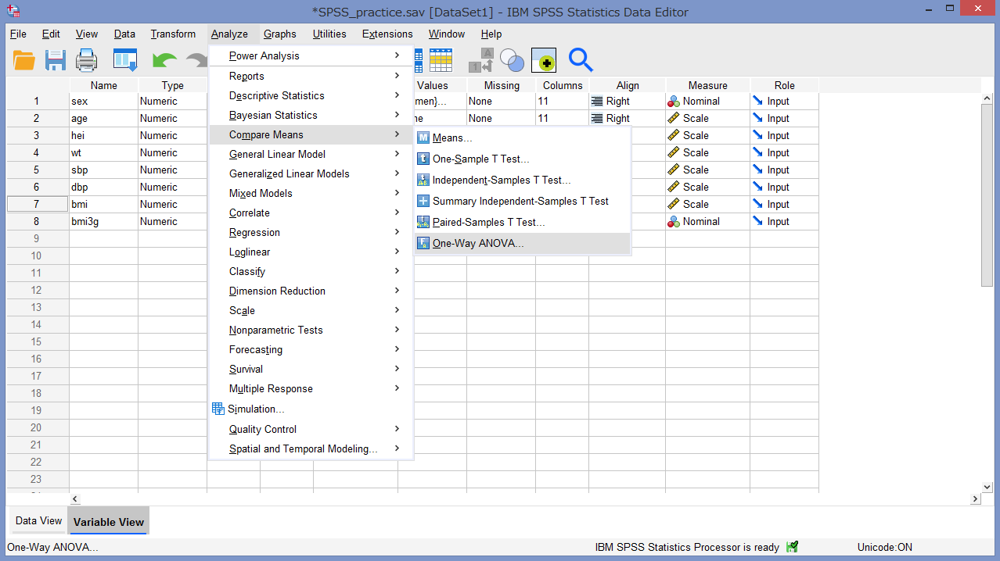 *SPSS_practice.sav [DataSet1] - IBM SPSS Statistics Data Editor
File Edit View Data Transform Analyze Graphs Utilities Extensions Window Help
Name Type Values Missing Columns Align Measure Role
1 sex Numeric men}... None 11 Right Nominal Input
2 age Numeric ne None 11 Right Scale Input
3 hei Numeric Scale Input
4 wt Numeric Scale Input
5 sbp Numeric Scale Input
6 dbp Numeric Scale Input
7 bmi Numeric Scale Input
8 bmi3g Numeric Nominal Input
9
10
11
12
13
14
15
16
17
18
19
20
21
22
23
Power Analysis
Reports
Descriptive Statistics
Bayesian Statistics
Compare Means
General Linear Model
Generalized Linear Models
Mixed Models
Correlate
Regression
Loglinear
Classify
Dimension Reduction
Scale
Nonparametric Tests
Forecasting
Survival
Multiple Response
Simulation...
Quality Control
Spatial and Temporal Modeling...
M Means...
t One-Sample T Test...
Independent-Samples T Test...
Summary Independent-Samples T Test
Paired-Samples T Test...
One-Way ANOVA...
Data View Variable View
One-Way ANOVA... IBM SPSS Statistics Processor is ready Unicode:ON